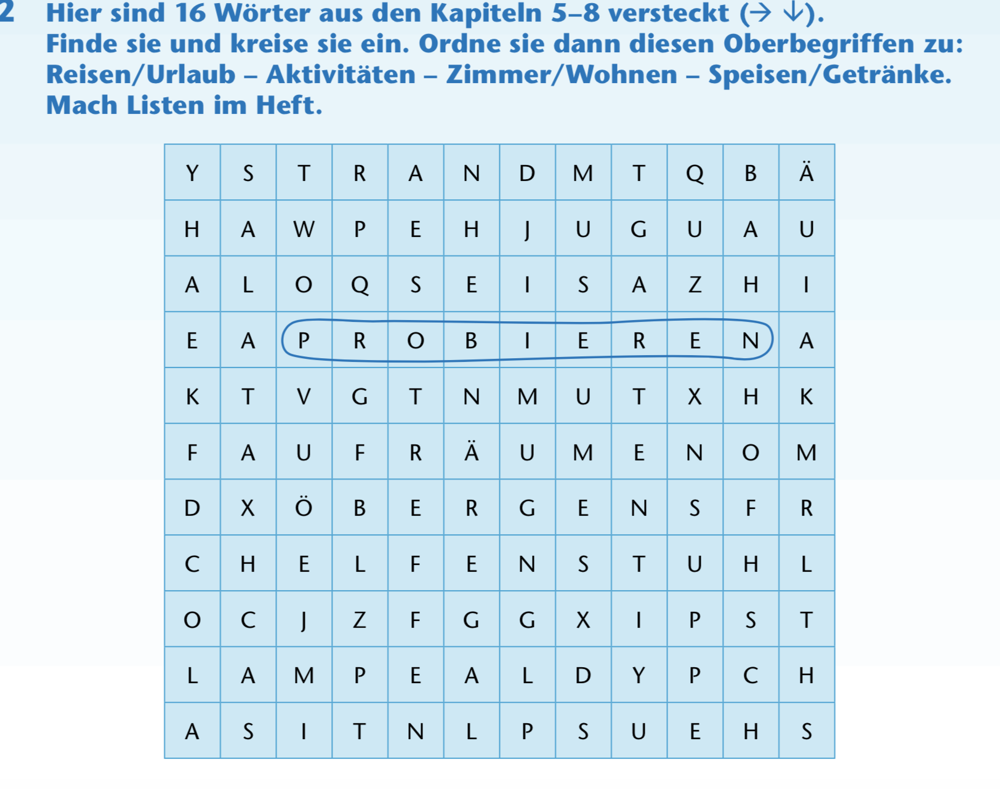 2 Hier sind 16 Wörter aus den Kapiteln 5–8 versteckt (→ ↓).
Finde sie und kreise sie ein. Ordne sie dann diesen Oberbegriffen zu:
Reisen/Urlaub – Aktivitäten – Zimmer/Wohnen – Speisen/Getränke.
Mach Listen im Heft.
Y S T R A N D M T Q B Ä
H A W P E H J U G U A U
A L O Q S E I S A Z H I
E A P R O B I E R E N A
K T V G T N M U T X H K
F A U F R Ä U M E N O M
D X Ö B E R G E N S F R
C H E L F E N S T U H L
O C J Z F G G X I P S T
L A M P E A L D Y P C H
A S I T N L P S U E H S